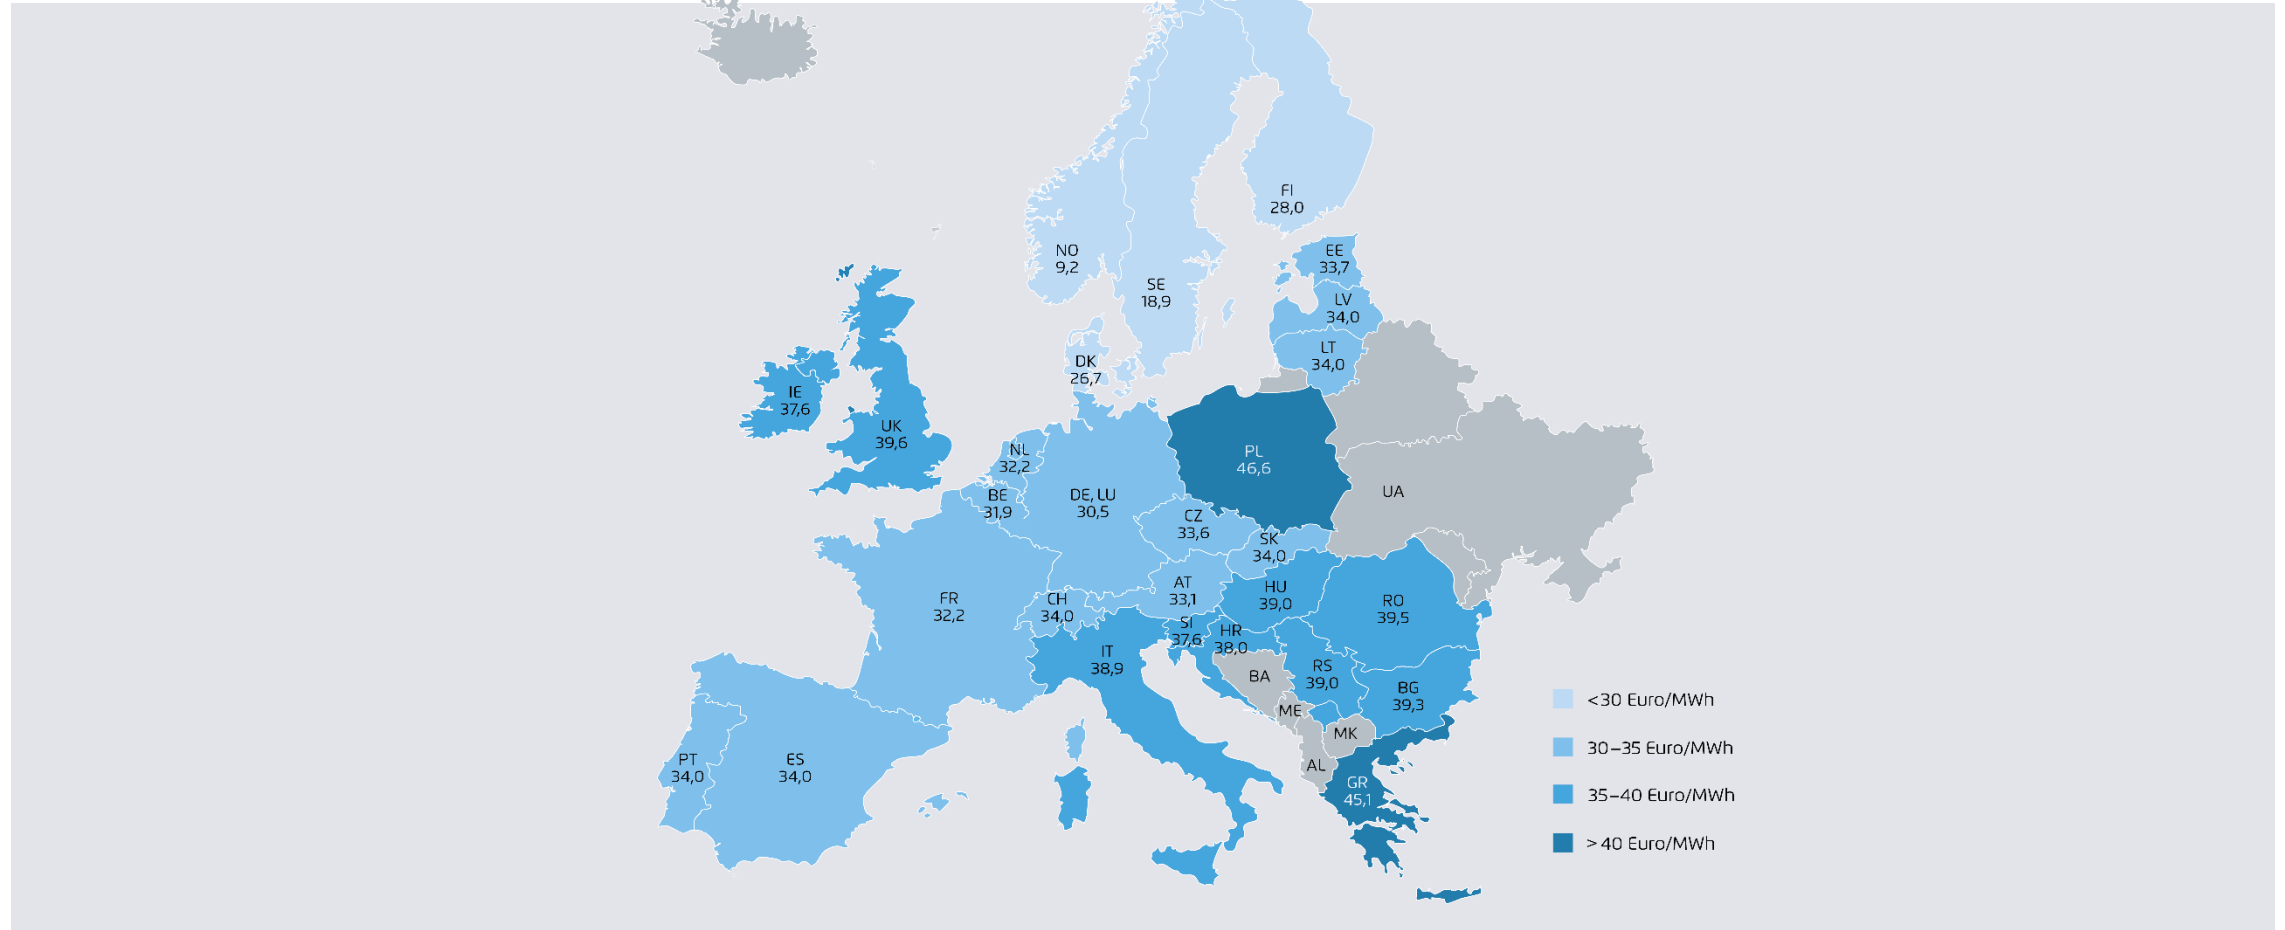 FI
28,0
NO
9,2
SE
18,9
EE
33,7
LV
34,0
LT
34,0
DK
26,7
IE
37,6
UK
39,6
NL
32,2
BE
31,9
DE, LU
30,5
PL
46,6
UA
CZ
33,6
SK
34,0
AT
33,1
HU
39,0
FR
32,2
CH
34,0
RO
39,5
SI
37,6
HR
38,0
IT
38,9
BA
RS
39,0
BG
39,3
ME
MK
AL
GR
45,1
PT
34,0
ES
34,0
<30 Euro/MWh
30–35 Euro/MWh
35–40 Euro/MWh
>40 Euro/MWh